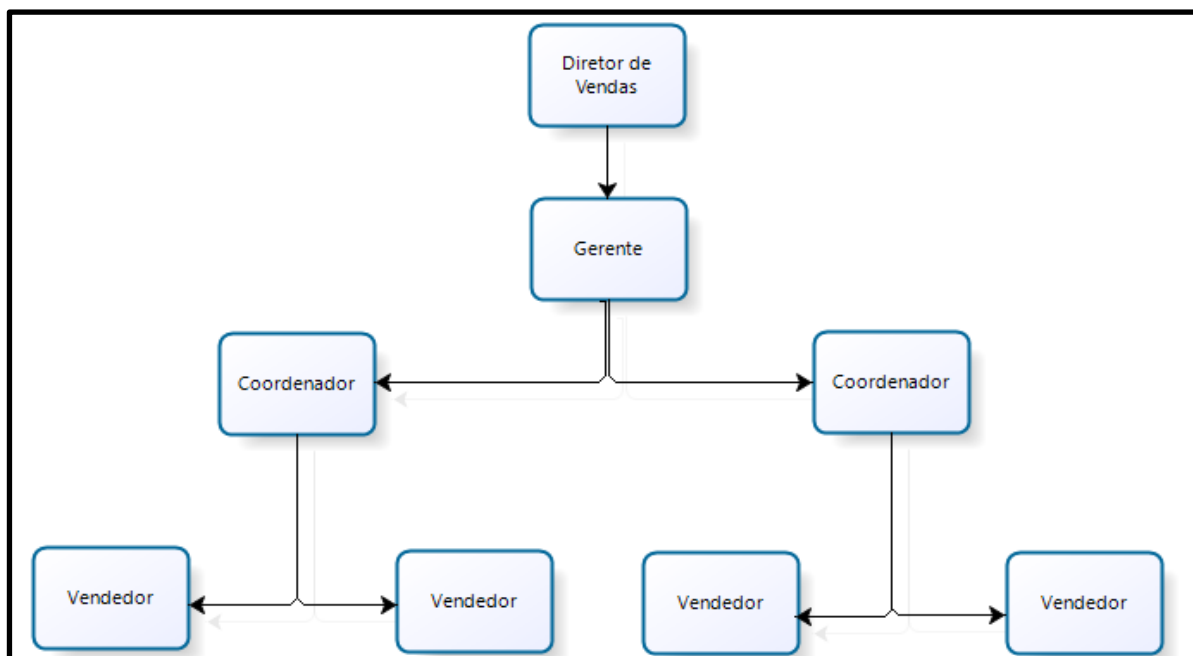 Diretor de
Vendas
Gerente
Coordenador
Coordenador
Vendedor
Vendedor
Vendedor
Vendedor